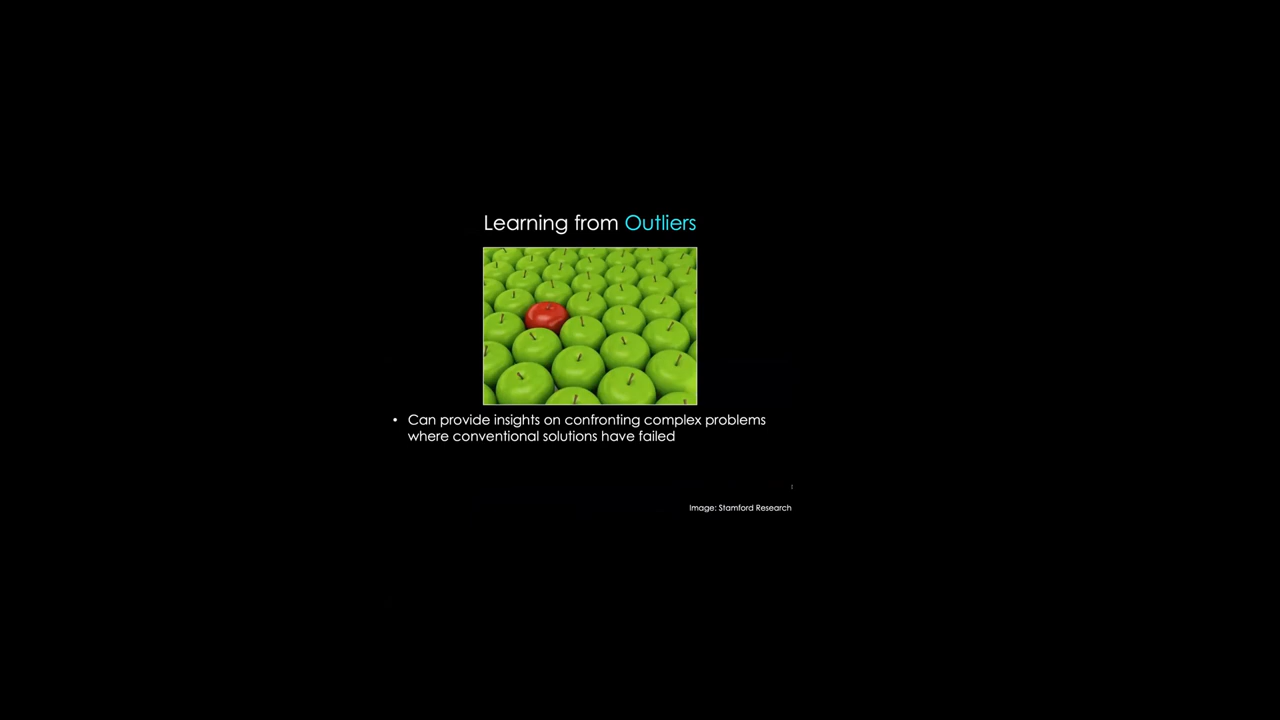 Learning from Outliers
• Can provide insights on confronting complex problems
where conventional solutions have failed
Image: Stamford Research